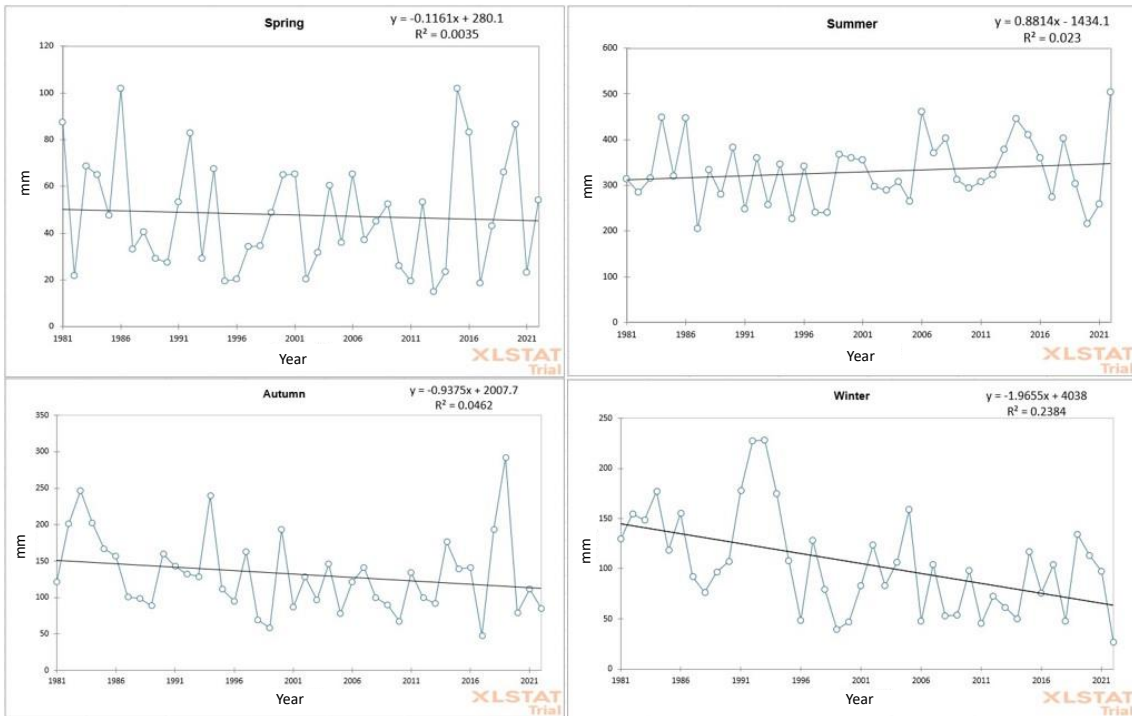 Spring
y = -0.1161x + 280.1
R² = 0.0035
120
100
80
60
40
20
0
mm
1981 1986 1991 1996 2001 2006 2011 2016 2021
Year
XLSTAT
Trial
Summer
y = 0.8814x - 1434.1
R² = 0.023
600
500
400
300
200
100
0
mm
1981 1986 1991 1996 2001 2006 2011 2016 2021
Year
XLSTAT
Trial
Autumn
y = -0.9375x + 2007.7
R² = 0.0462
350
300
250
200
150
100
50
0
mm
1981 1986 1991 1996 2001 2006 2011 2016 2021
Year
XLSTAT
Trial
Winter
y = -1.9655x + 4038
R² = 0.2384
250
200
150
100
50
0
mm
1981 1986 1991 1996 2001 2006 2011 2016 2021
Year
XLSTAT
Trial